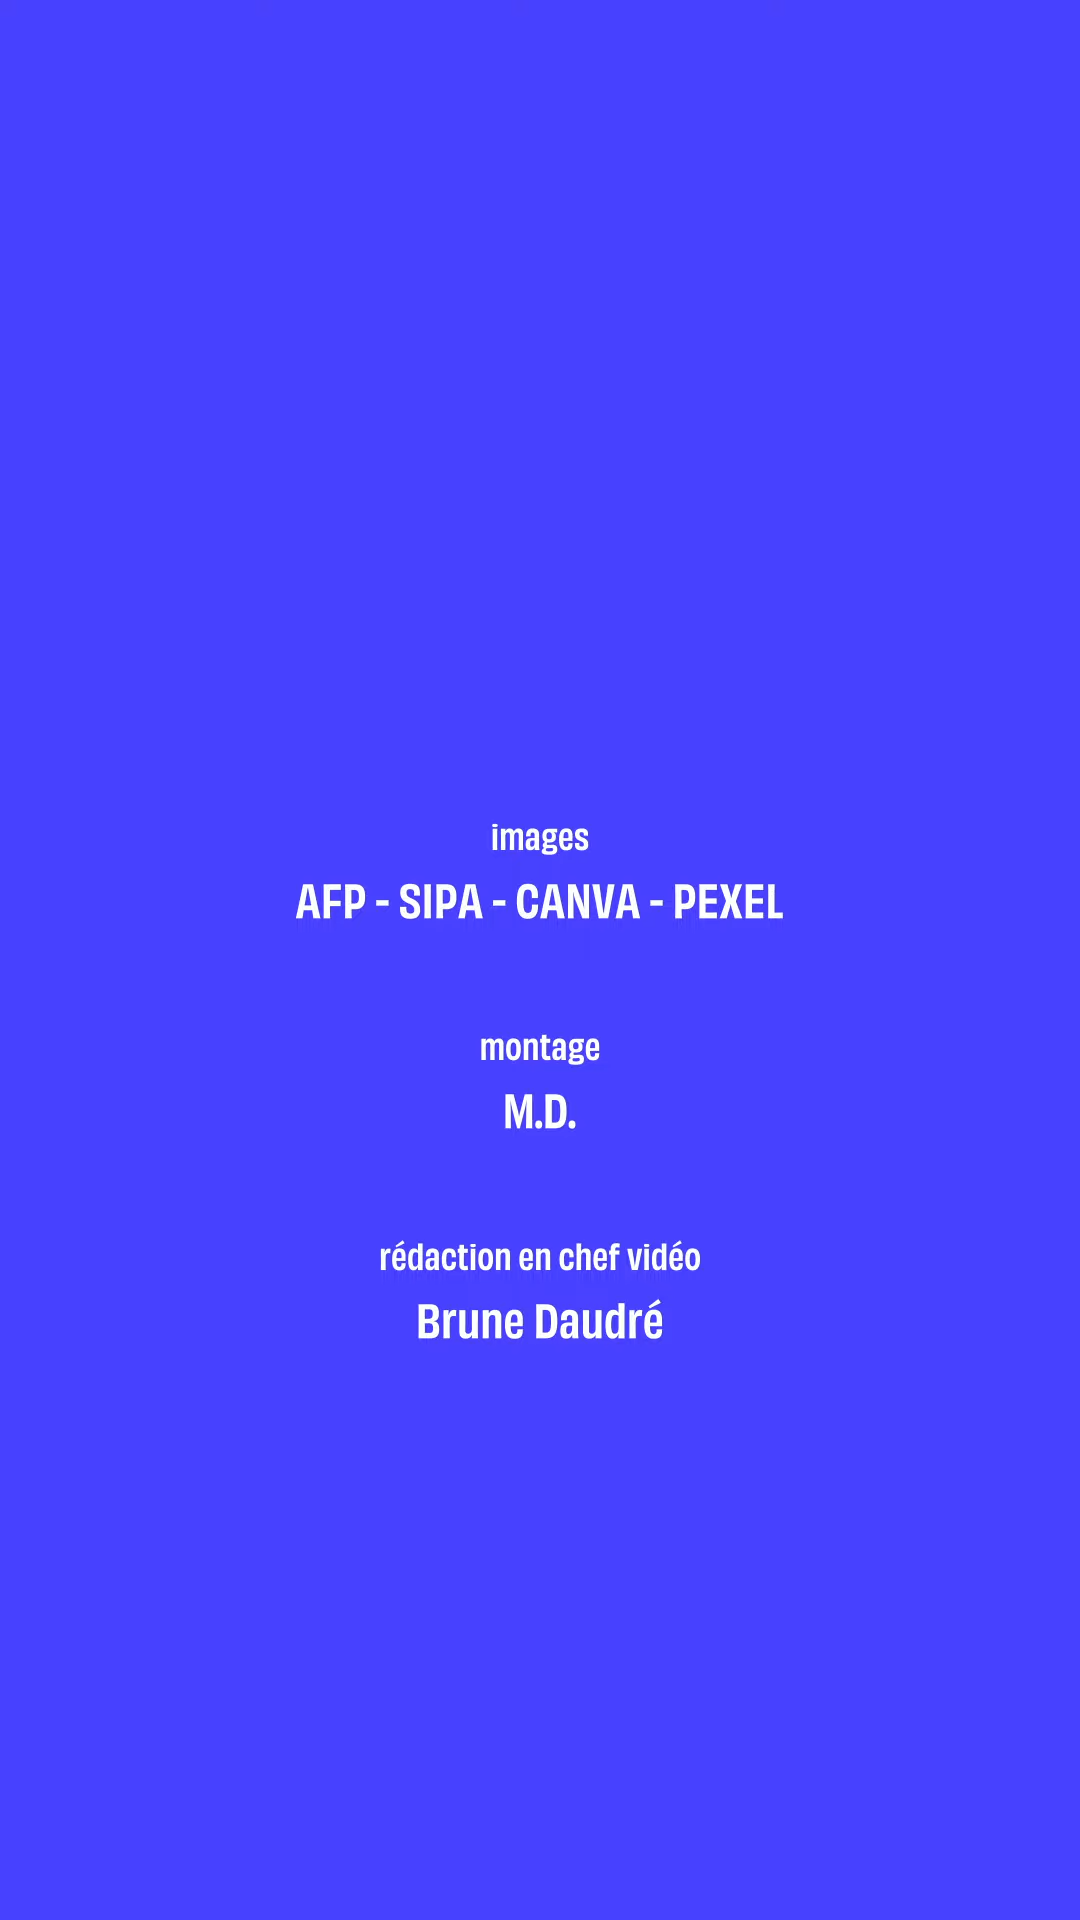 images
AFP - SIPA - CANVA - PEXEL
montage
M.D.
rédaction en chef vidéo
Brune Daudré